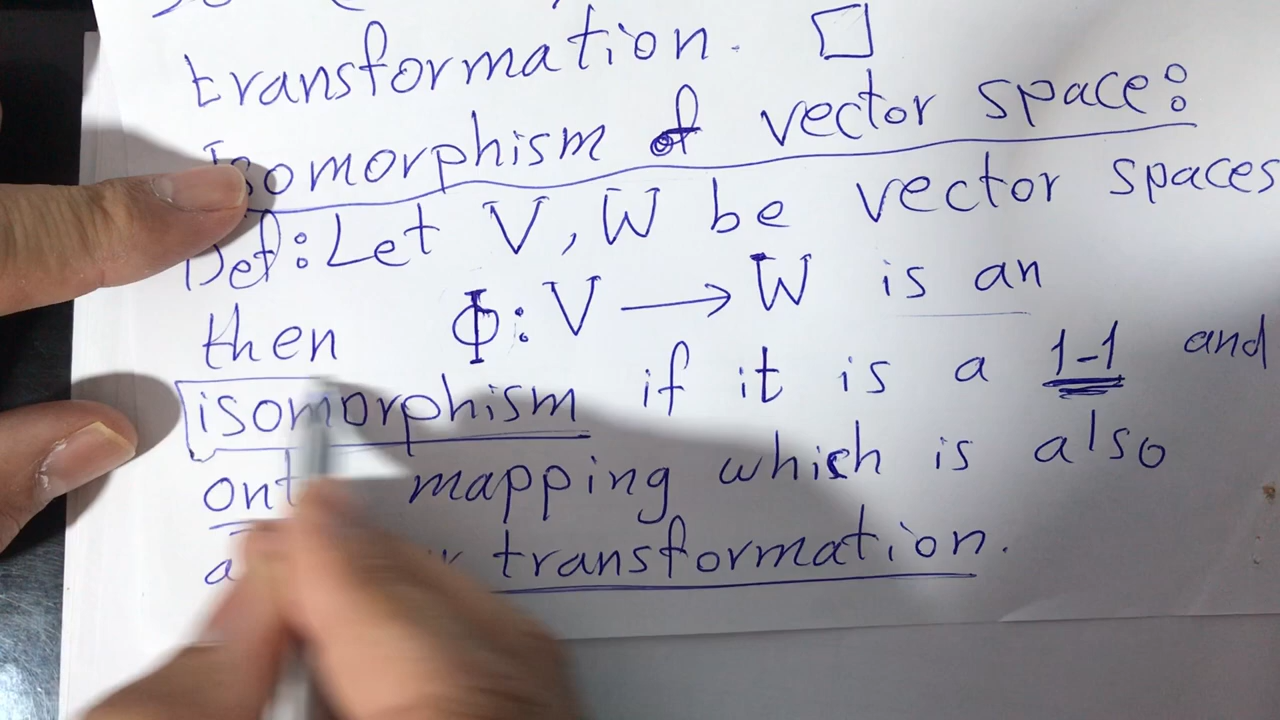 transformation. □
Isomorphism of vector space:
Def: Let V, W be vector spaces
then Φ: V → W is an
isomorphism if it is a 1-1 and
mapping which is also
a transformation.